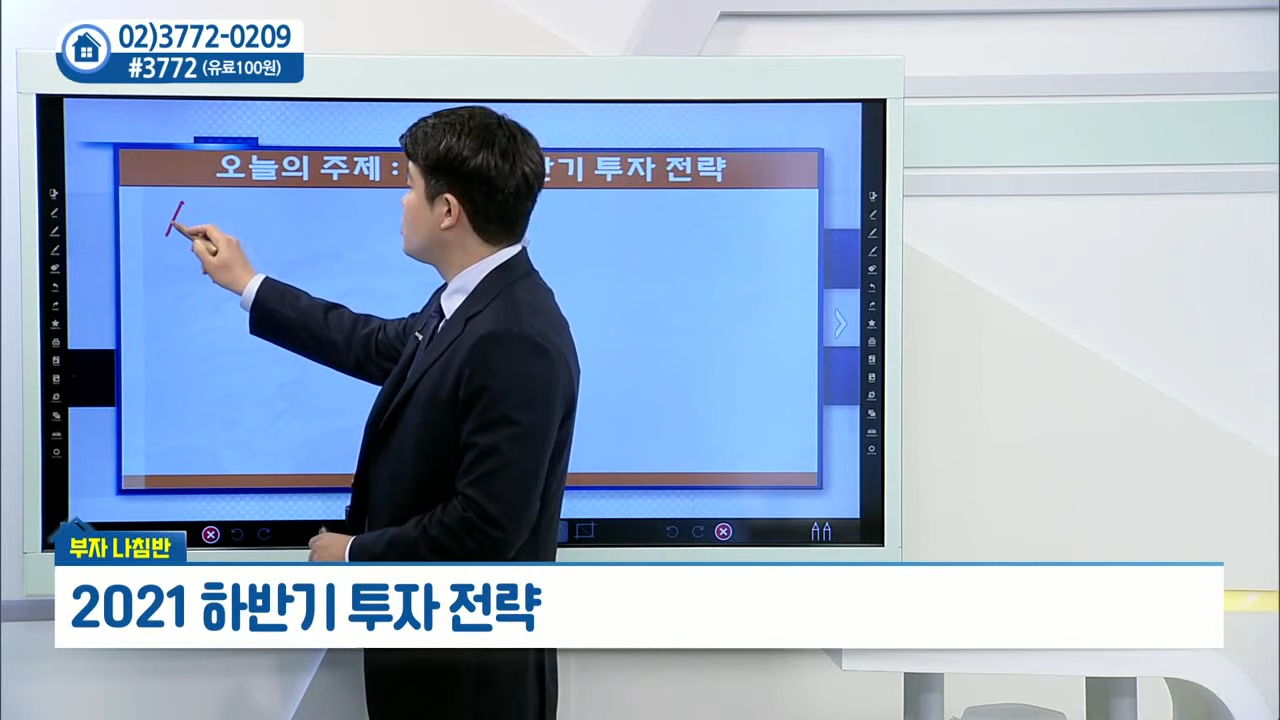 02)3772-0209
#3772 (유료100원)
오늘의 주제 : 반기 투자 전략
부자 나침반
2021 하반기 투자 전략